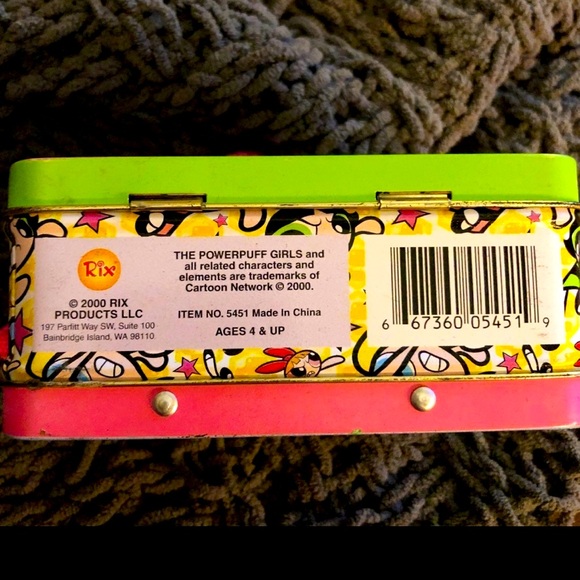 Rix
© 2000 RIX
PRODUCTS LLC
197 Parfitt Way SW, Suite 100
Bainbridge Island, WA 98110
THE POWERPUFF GIRLS and
all related characters and
elements are trademarks of
Cartoon Network © 2000.
ITEM NO. 5451 Made In China
AGES 4 & UP
6 67360 05451 9